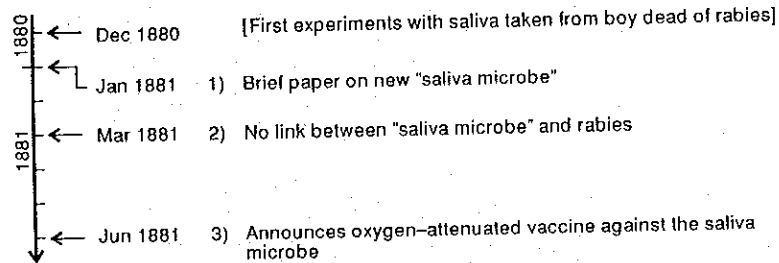 1880
Dec 1880 [First experiments with saliva taken from boy dead of rabies]
Jan 1881 1) Brief paper on new "saliva microbe"
1881
Mar 1881 2) No link between "saliva microbe" and rabies
Jun 1881 3) Announces oxygen–attenuated vaccine against the saliva
microbe